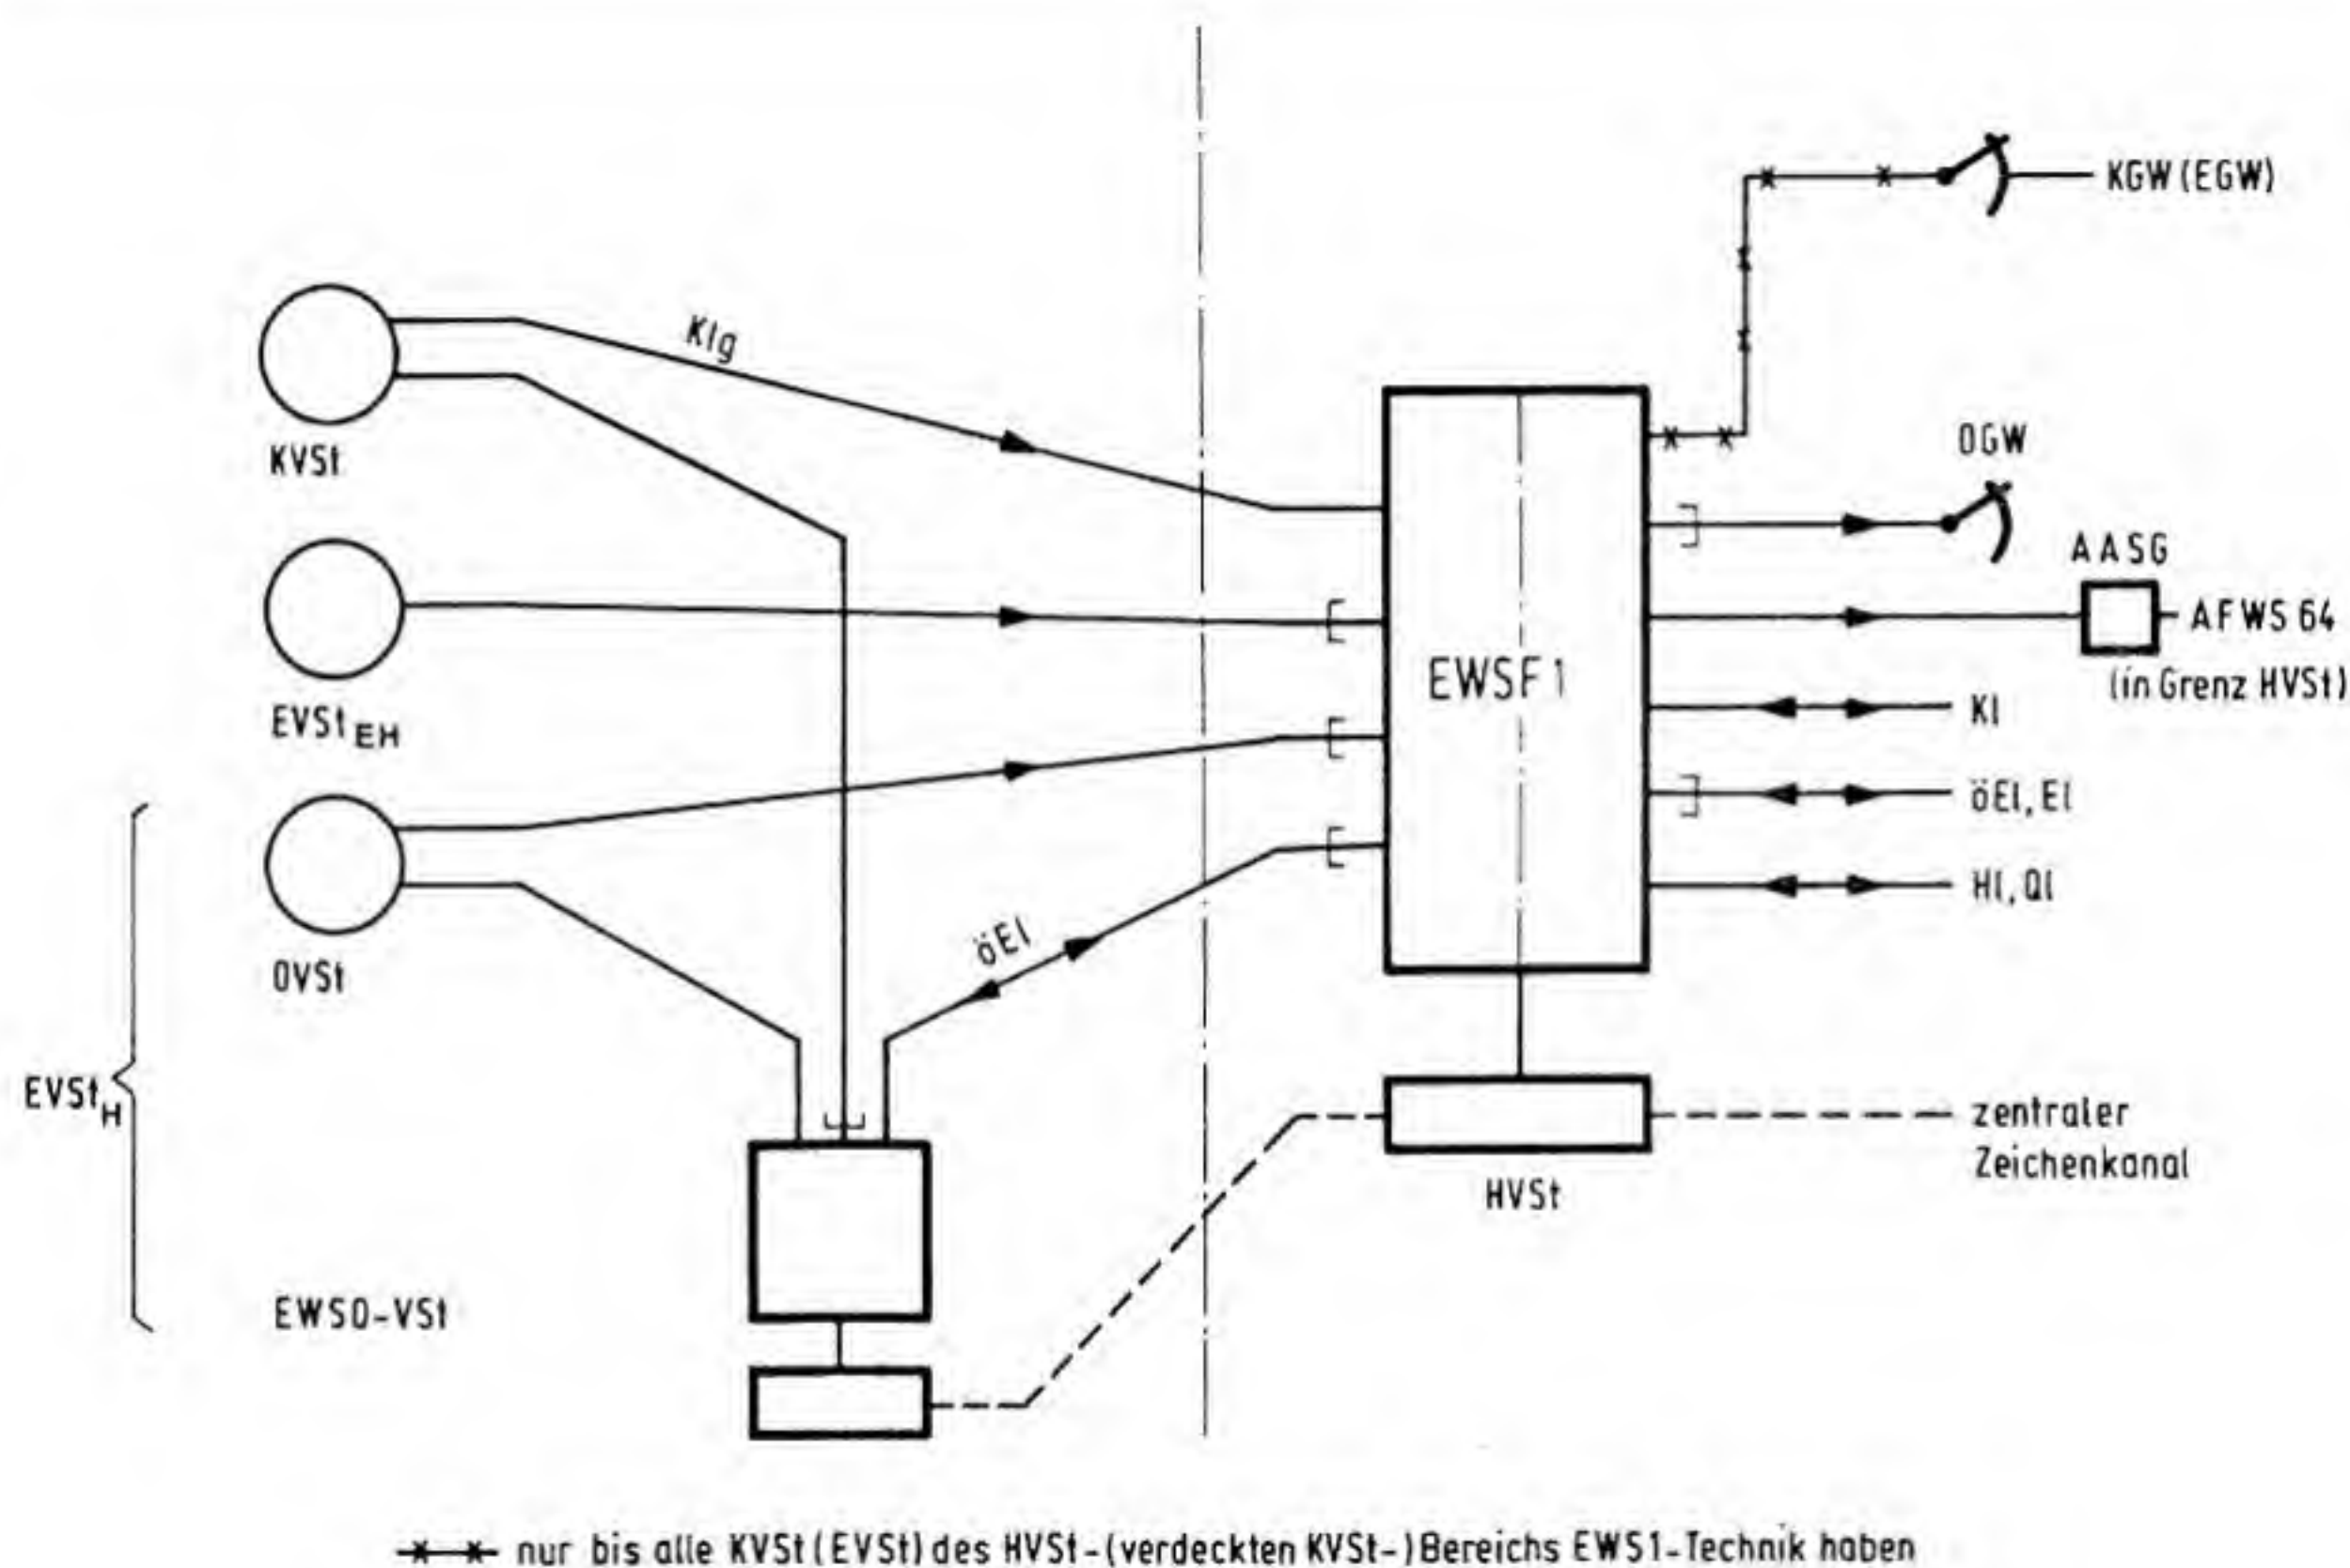 KGW (EGW)
Klg
OGW
KVSt
AASG
AFWS 64
(in Grenz HVSt)
EWSF 1
Kl
EVSt EH
öEl, El
Hl, Ql
öEl
OVSt
EVSt H
zentraler
Zeichenkanal
HVSt
EWSO-VSt
nur bis alle KVSt (EVSt) des HVSt-(verdeckten KVSt-) Bereichs EWS1-Technik haben